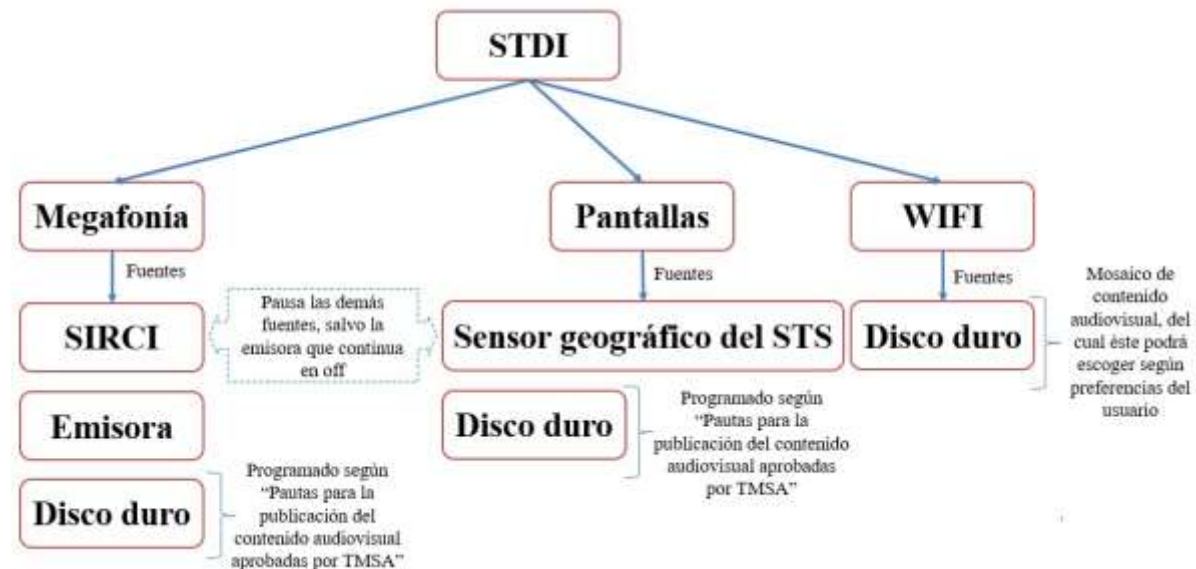 STDI
Megafonía
Pantallas
WIFI
Fuentes
Fuentes
Fuentes
SIRCI
Pausa las demás
fuentes, salvo la
emisora que continua
en off
Sensor geográfico del STS
Disco duro
Mosaico de
contenido
audiovisual, del
cual éste podrá
escoger según
preferencias del
usuario
Emisora
Disco duro
Programado según
“Pautas para la
publicación del contenido
audiovisual aprobadas
por TMSA”
Disco duro
Programado según
“Pautas para la
publicación del
contenido audiovisual
aprobadas por TMSA”